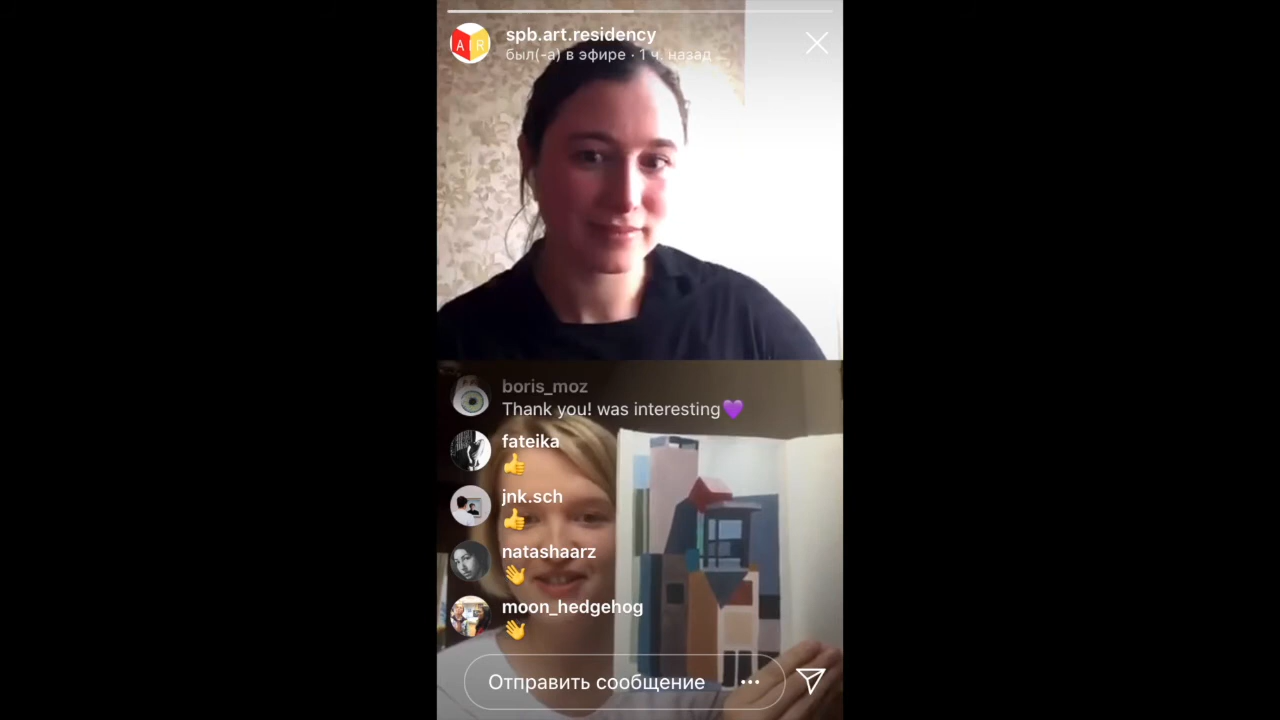 AIR
spb.art.residency
был(-а) в эфире · 1 ч. назад ...
boris_moz
Thank you! was interesting💜
fateika
👍
jnk.sch
👍
natashaarz
👋
moon_hedgehog
👋
Отправить сообщение